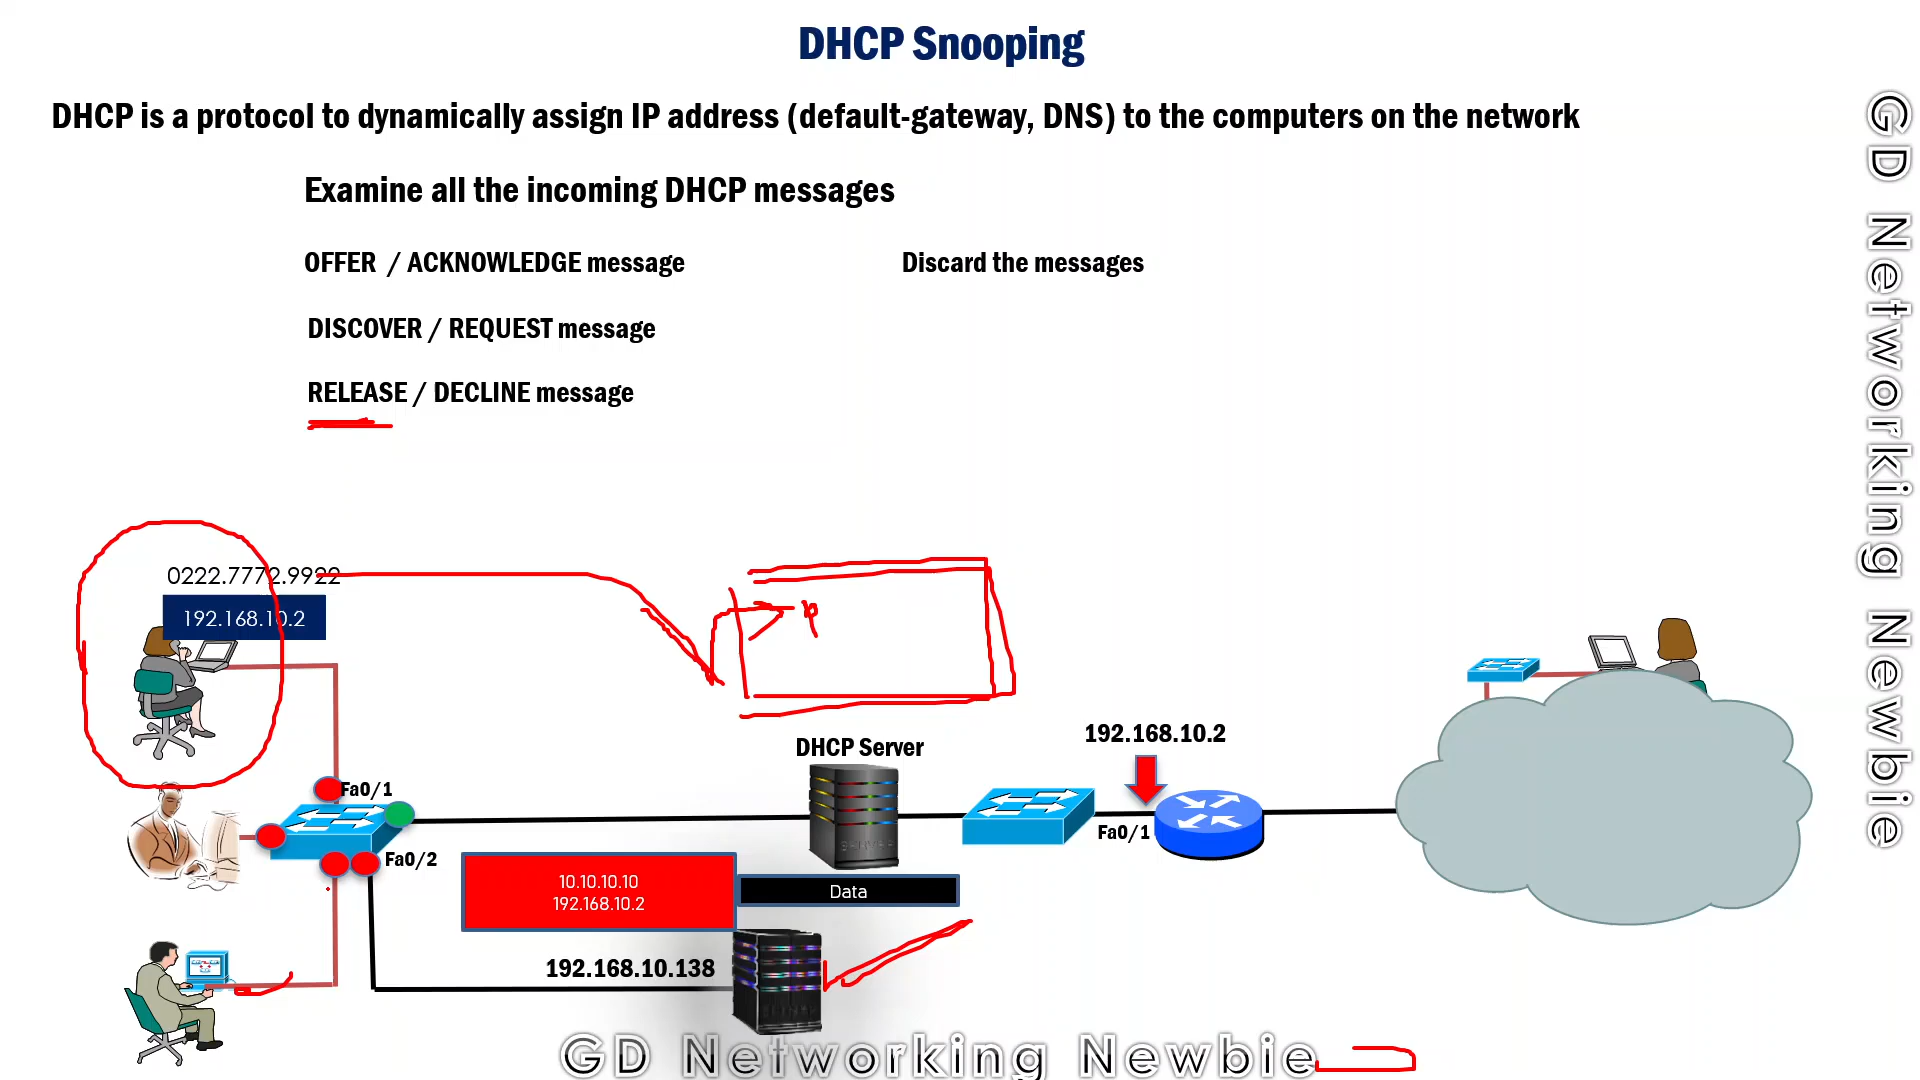 DHCP Snooping
DHCP is a protocol to dynamically assign IP address (default-gateway, DNS) to the computers on the network
Examine all the incoming DHCP messages
OFFER / ACKNOWLEDGE message
Discard the messages
DISCOVER / REQUEST message
RELEASE / DECLINE message
0222.7772.9922
192.168.10.2
IP
DHCP Server
192.168.10.2
Fa0/1
Fa0/1
Fa0/2
10.10.10.10
192.168.10.2
Data
192.168.10.138
GD Networking Newbie
GD Networking Newbie